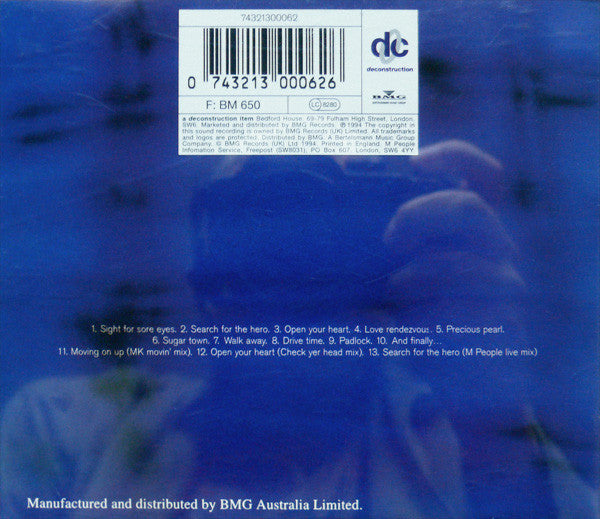 74321300062
0 743213 000626
F: BM 650
LC 8280
dc
deconstruction
BMG
a deconstruction item Bedford House, 69-79 Fulham High Street, London,
SW6. Marketed and distributed by BMG Records. ℗ 1994 The copyright in
this sound recording is owned by BMG Records (UK) Limited. All trademarks
and logos are protected. Distributed by BMG. A Bertelsmann Music Group
Company. © BMG Records (UK) Ltd 1994. Printed in England. M People
Infomation Service, Freepost (SW8031), PO Box 607, London, SW6 4YY
1. Sight for sore eyes. 2. Search for the hero. 3. Open your heart. 4. Love rendezvous. 5. Precious pearl.
6. Sugar town. 7. Walk away. 8. Drive time. 9. Padlock. 10. And finally...
11. Moving on up (MK movin' mix). 12. Open your heart (Check yer head mix). 13. Search for the hero (M People live mix)
Manufactured and distributed by BMG Australia Limited.